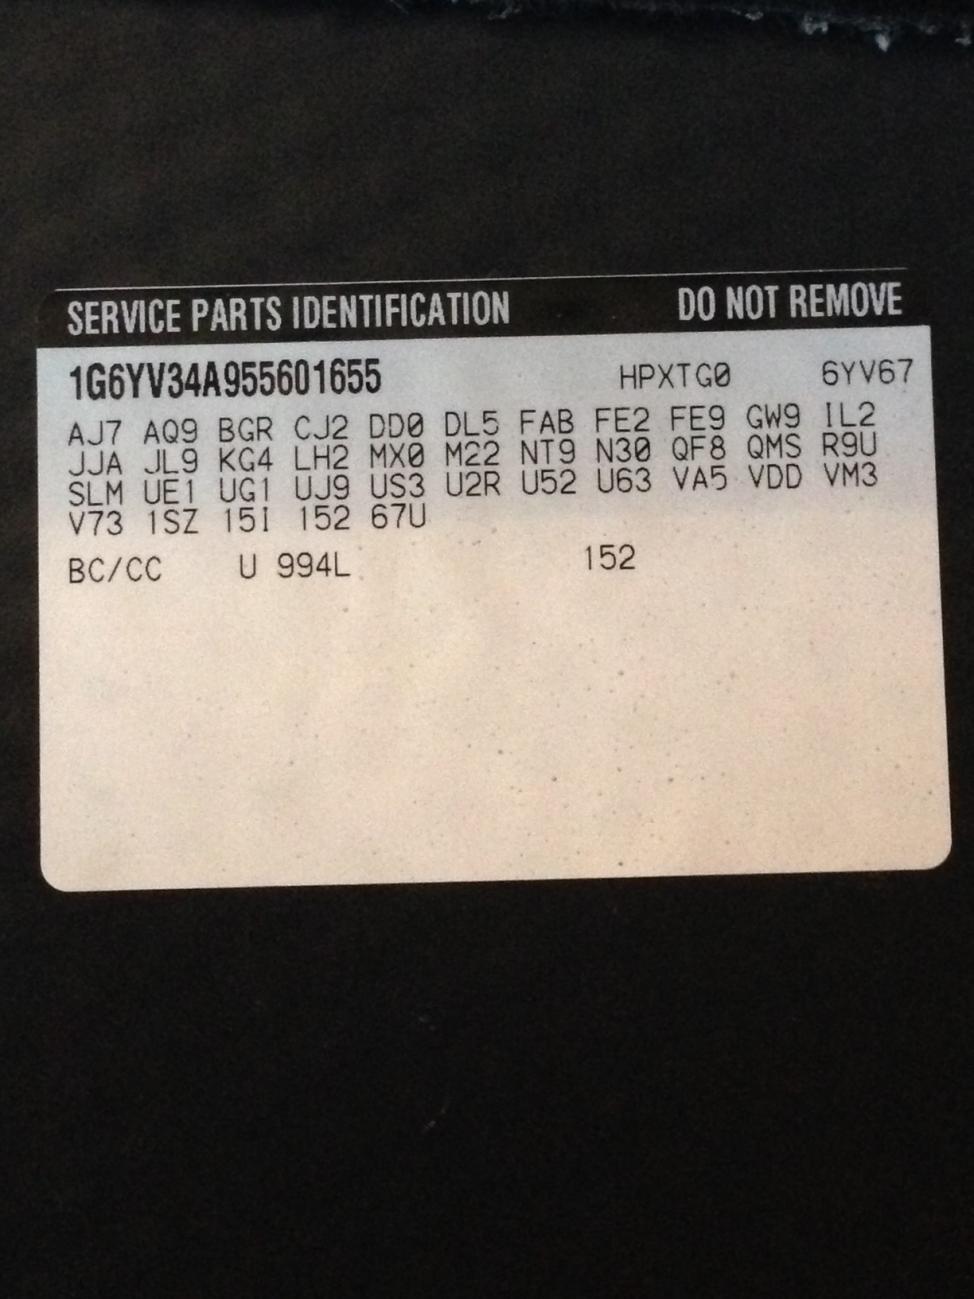 SERVICE PARTS IDENTIFICATION DO NOT REMOVE
1G6YV34A955601655 HPXTG0 6YV67
AJ7 AQ9 BGR CJ2 DD0 DL5 FAB FE2 FE9 GW9 IL2
JJA JL9 KG4 LH2 MX0 M22 NT9 N30 QF8 QMS R9U
SLM UE1 UG1 UJ9 US3 U2R U52 U63 VA5 VDD VM3
V73 1SZ 15I 152 67U
BC/CC U 994L 152